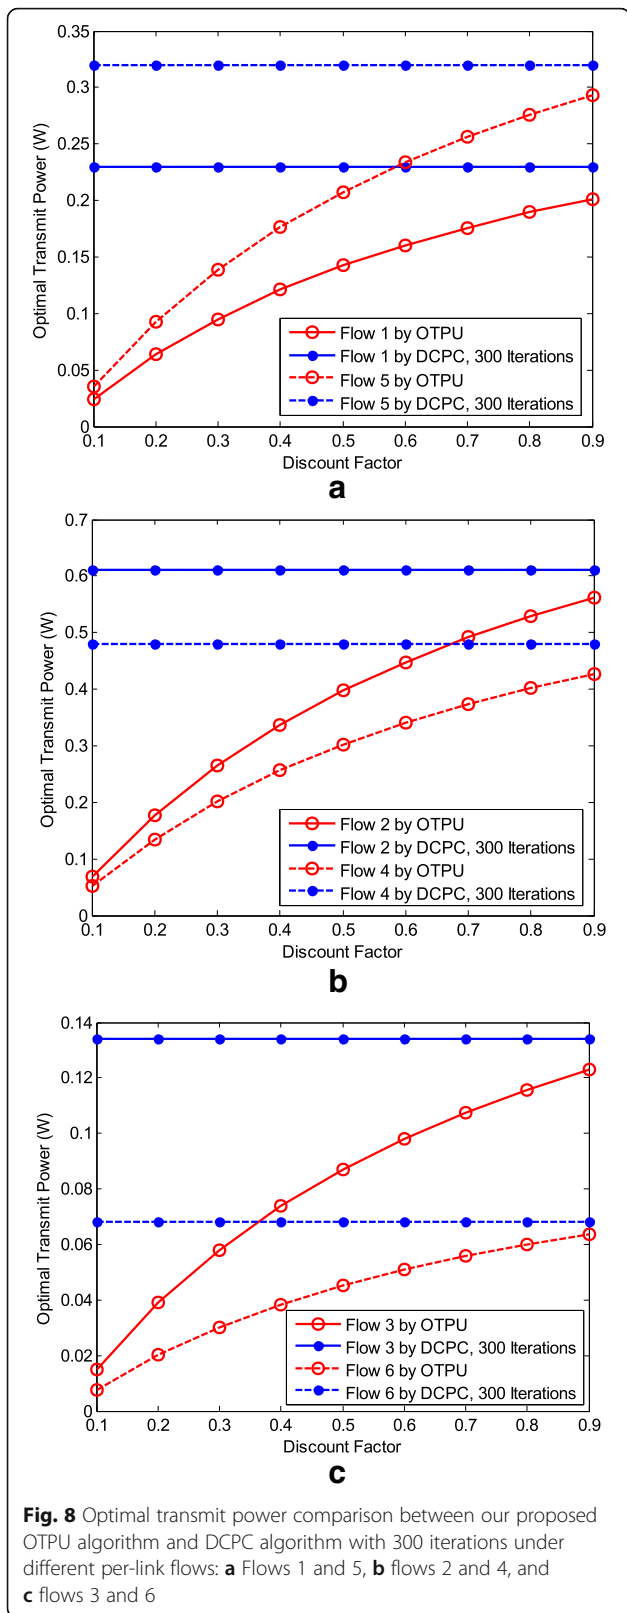 0.35
0.3
0.25
0.2
0.15
0.1
0.05
0
Optimal Transmit Power (W)
Flow 1 by OTPU
Flow 1 by DCPC, 300 Iterations
Flow 5 by OTPU
Flow 5 by DCPC, 300 Iterations
0.1 0.2 0.3 0.4 0.5 0.6 0.7 0.8 0.9
Discount Factor
a
0.7
0.6
0.5
0.4
0.3
0.2
0.1
0
Optimal Transmit Power (W)
Flow 2 by OTPU
Flow 2 by DCPC, 300 Iterations
Flow 4 by OTPU
Flow 4 by DCPC, 300 Iterations
0.1 0.2 0.3 0.4 0.5 0.6 0.7 0.8 0.9
Discount Factor
b
0.14
0.12
0.1
0.08
0.06
0.04
0.02
0
Optimal Transmit Power (W)
Flow 3 by OTPU
Flow 3 by DCPC, 300 Iterations
Flow 6 by OTPU
Flow 6 by DCPC, 300 Iterations
0.1 0.2 0.3 0.4 0.5 0.6 0.7 0.8 0.9
Discount Factor
c
Fig. 8 Optimal transmit power comparison between our proposed
OTPU algorithm and DCPC algorithm with 300 iterations under
different per-link flows: a Flows 1 and 5, b flows 2 and 4, and
c flows 3 and 6